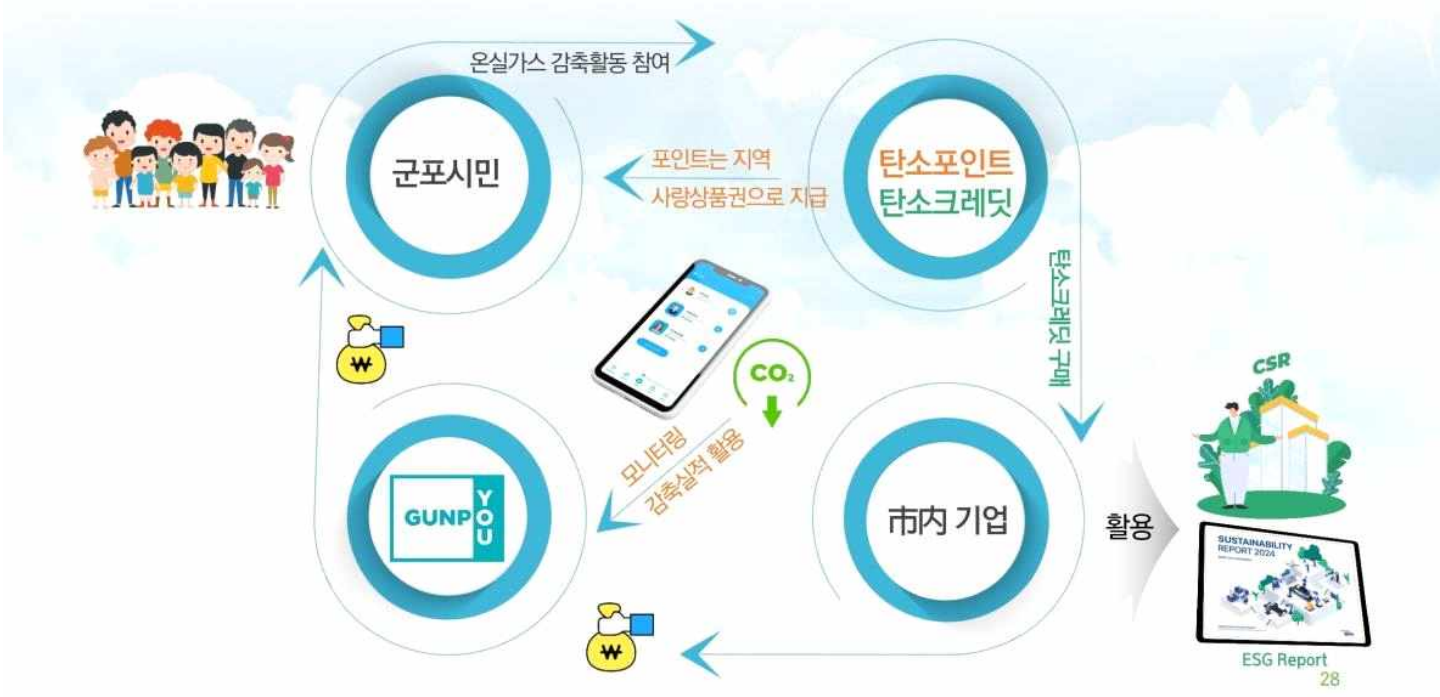 온실가스 감축활동 참여
군포시민
포인트는 지역
사랑상품권으로 지급
탄소포인트
탄소크레딧
탄소크레딧 구매
₩
CO₂
모니터링
감축실적 활용
GUNP
YOU
市内 기업
활용
CSR
SUSTAINABILITY
REPORT 2024
₩
ESG Report
28